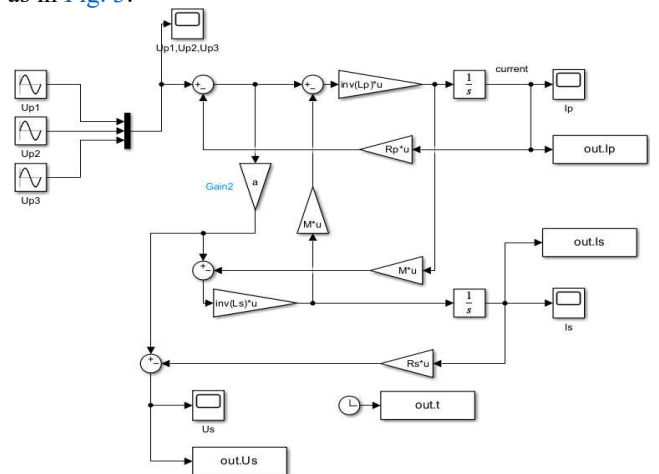 as in Fig. 5.
Up1,Up2,Up3
Up1
Up2
Up3
+
−
+
−
inv(Lp)*u
1
s
current
Ip
Rp*u
out.Ip
Gain2
a
M*u
+
−
M*u
inv(Ls)*u
1
s
out.Is
Is
+
−
Rs*u
Us
out.t
out.Us